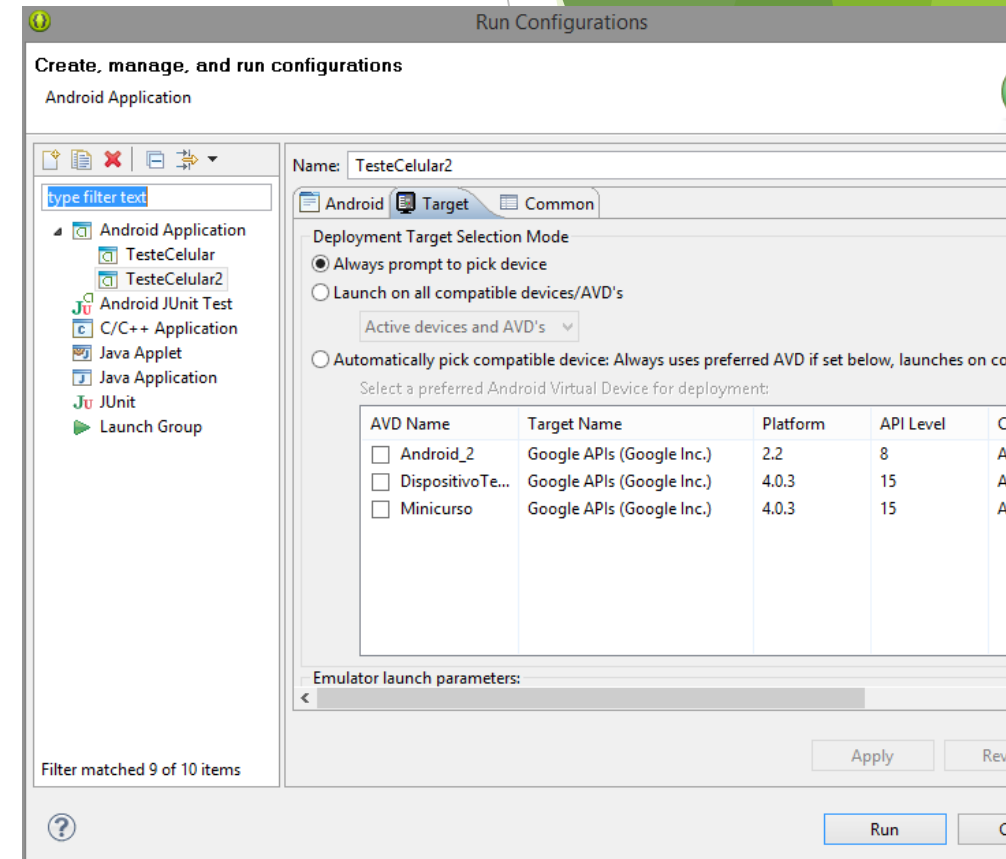 Run Configurations
Create, manage, and run configurations
Android Application
type filter text
Android Application
TesteCelular
TesteCelular2
Android JUnit Test
C/C++ Application
Java Applet
Java Application
JUnit
Launch Group
Filter matched 9 of 10 items
Name: TesteCelular2
Android Target Common
Deployment Target Selection Mode
Always prompt to pick device
Launch on all compatible devices/AVD's
Active devices and AVD's
Automatically pick compatible device: Always uses preferred AVD if set below, launches on co
Select a preferred Android Virtual Device for deployment:
AVD Name Target Name Platform API Level C
Android_2 Google APIs (Google Inc.) 2.2 8 A
DispositivoTe... Google APIs (Google Inc.) 4.0.3 15 A
Minicurso Google APIs (Google Inc.) 4.0.3 15 A
Emulator launch parameters:
Apply Rev
Run C